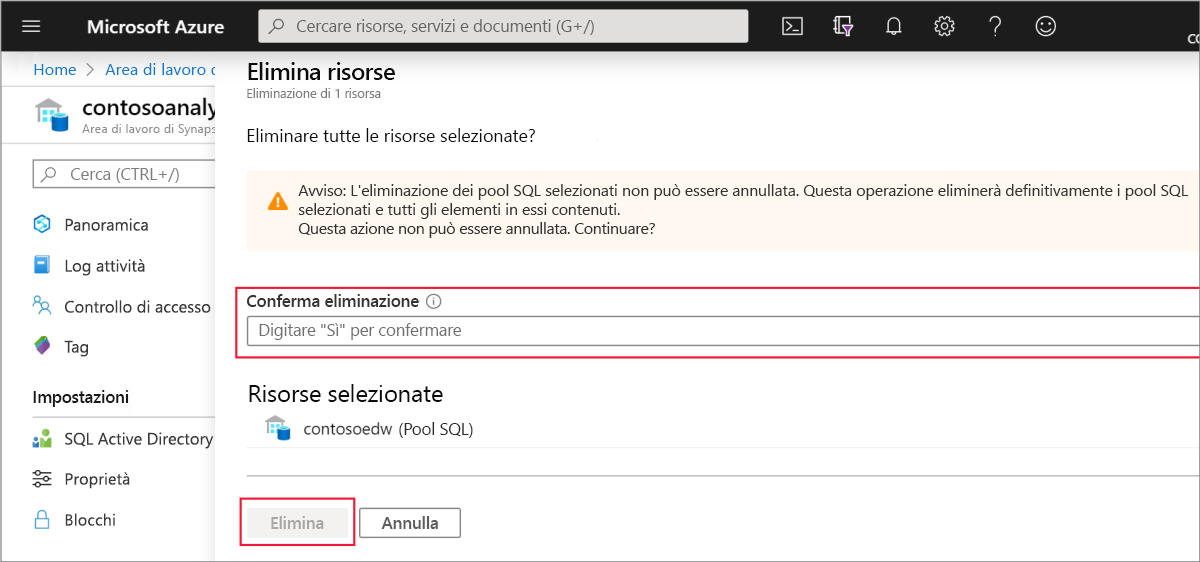 Microsoft Azure
Cercare risorse, servizi e documenti (G+/)
Home > Area di lavoro
contosoanaly
Area di lavoro di Synaps
Cerca (CTRL+/)
Panoramica
Log attività
Controllo di accesso
Tag
Impostazioni
SQL Active Directory
Proprietà
Blocchi
Elimina risorse
Eliminazione di 1 risorsa
Eliminare tutte le risorse selezionate?
Avviso: L'eliminazione dei pool SQL selezionati non può essere annullata. Questa operazione eliminerà definitivamente i pool SQL
selezionati e tutti gli elementi in essi contenuti.
Questa azione non può essere annullata. Continuare?
Conferma eliminazione
Digitare "Sì" per confermare
Risorse selezionate
contosoedw (Pool SQL)
Elimina
Annulla